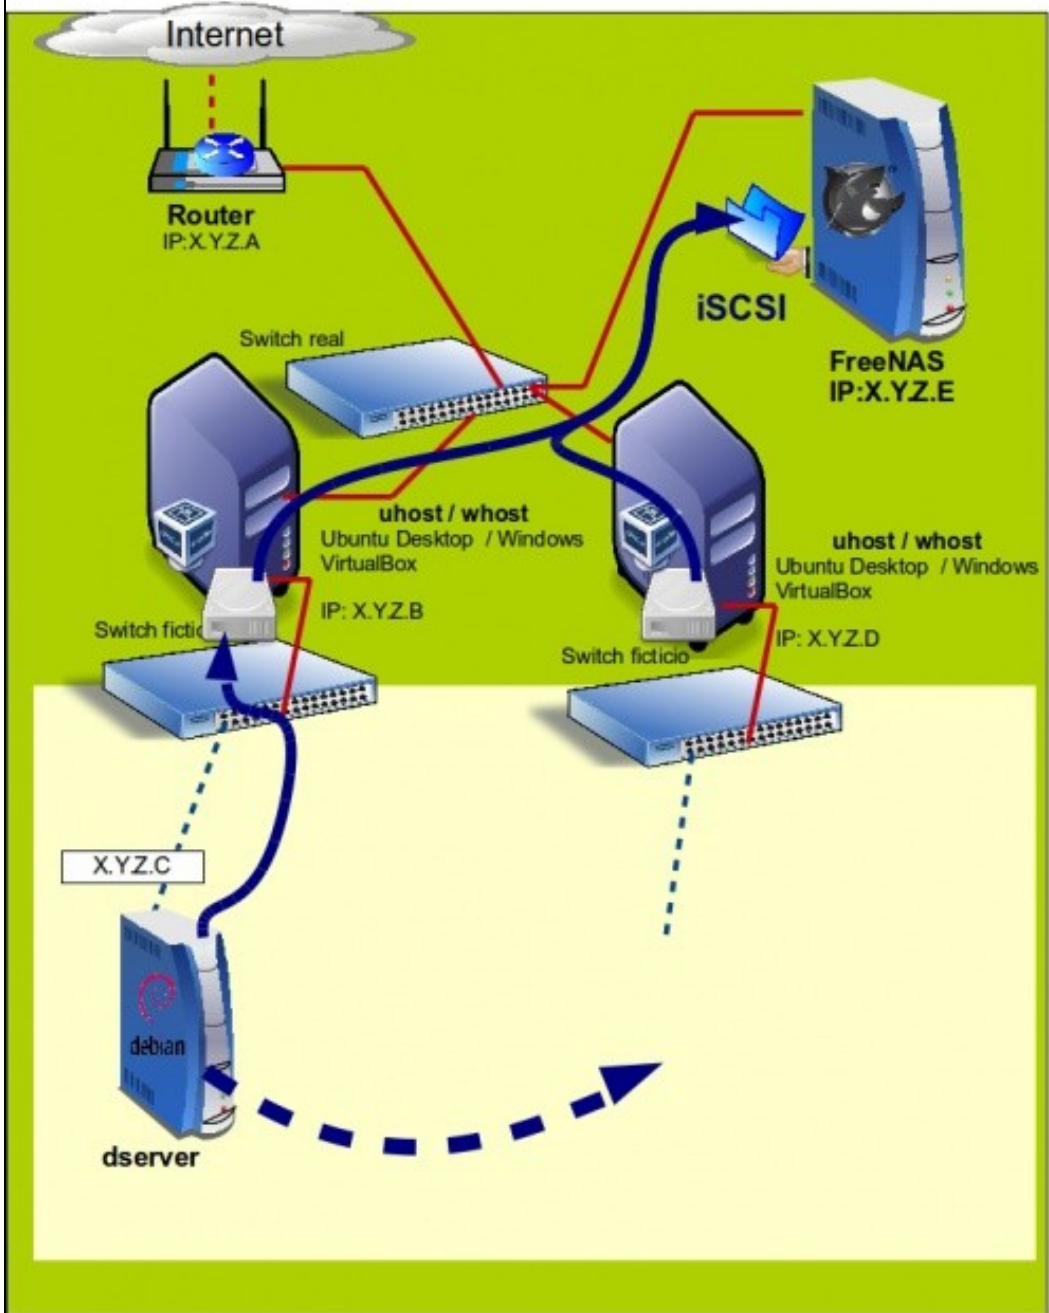 Internet
Router
IP:X.Y.Z.A
iSCSI
Switch real
FreeNAS
IP:X.Y.Z.E
uhost / whost
Ubuntu Desktop / Windows
VirtualBox
IP: X.Y.Z.B
uhost / whost
Ubuntu Desktop / Windows
VirtualBox
IP: X.Y.Z.D
Switch fictic
Switch ficticio
X.Y.Z.C
debian
dserver